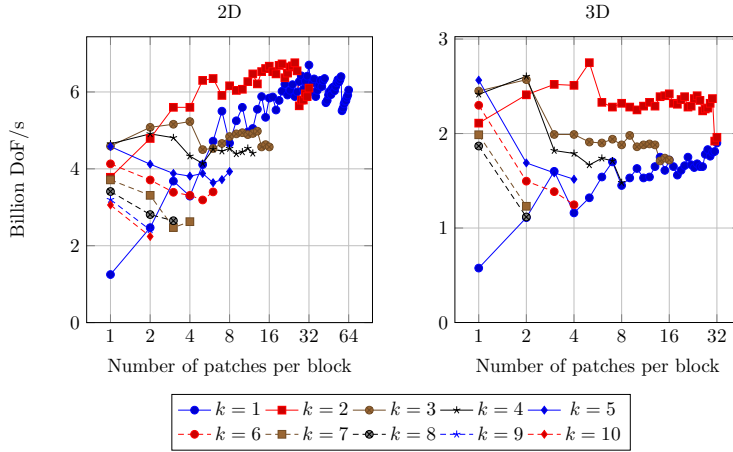 2D 3D
Billion DoF/s
6
4
2
0
1 2 4 8 16 32 64
Number of patches per block
3
2
1
0
1 2 4 8 16 32
Number of patches per block
k = 1 k = 2 k = 3 k = 4 k = 5
k = 6 k = 7 k = 8 k = 9 k = 10